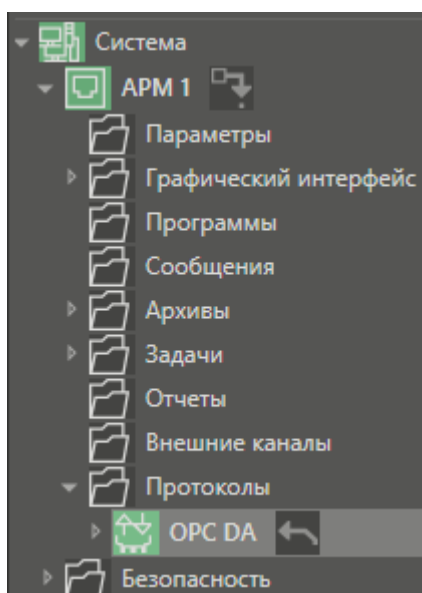 Система
АРМ 1
Параметры
Графический интерфейс
Программы
Сообщения
Архивы
Задачи
Отчеты
Внешние каналы
Протоколы
OPC DA
Безопасность